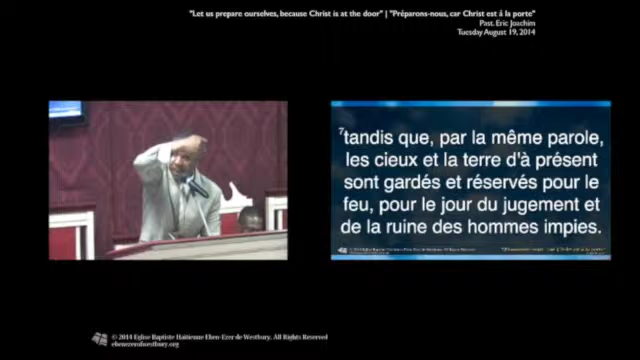 "Let us prepare ourselves, because Christ is at the door" | "Préparons-nous, car Christ est à la porte"
Past. Eric Joachim
Tuesday August 19, 2014
7tandis que, par la même parole,
les cieux et la terre d'à présent
sont gardés et réservés pour le
feu, pour le jour du jugement et
de la ruine des hommes impies.
© 2014 Eglise Baptiste Haitienne Eben-Ezer de Westbury. All Rights Reserved
ebenezerofwestbury.org